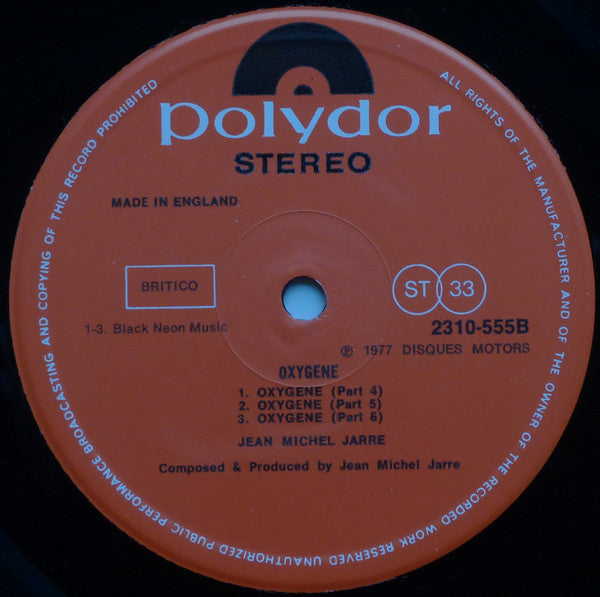 polydor
STEREO
MADE IN ENGLAND
BRITICO
ST 33
1-3. Black Neon Music
2310-555B
℗ 1977 DISQUES MOTORS
OXYGENE
1. OXYGENE (Part 4)
2. OXYGENE (Part 5)
3. OXYGENE (Part 6)
JEAN MICHEL JARRE
Composed & Produced by Jean Michel Jarre
ALL RIGHTS OF THE MANUFACTURER AND OF THE OWNER OF THE RECORDED WORK RESERVED UNAUTHORIZED PUBLIC PERFORMANCE BROADCASTING AND COPYING OF THIS RECORD PROHIBITED